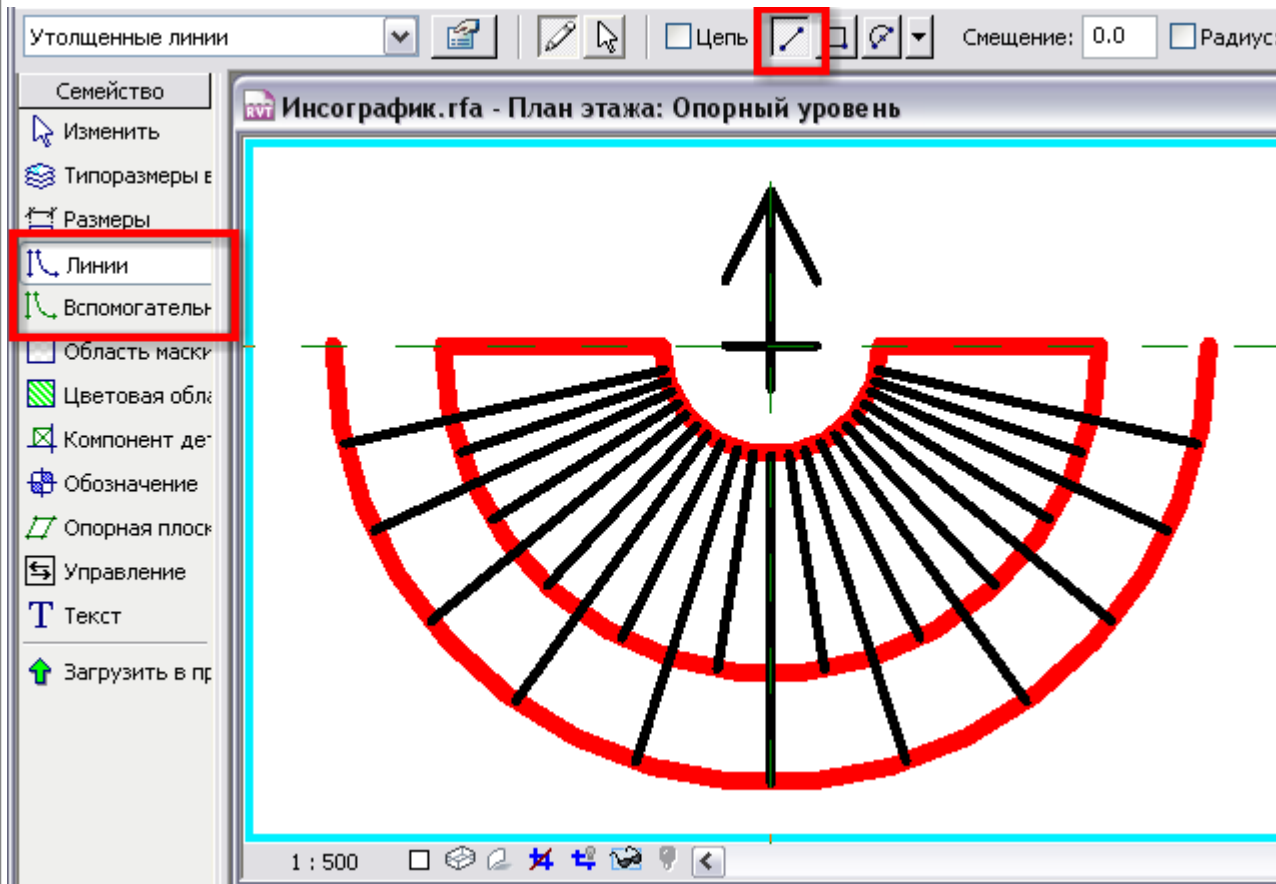 Утолщенные линии
Цепь
Смещение: 0.0
Радиус:
Семейство
Изменить
Типоразмеры в
Размеры
Линии
Вспомогательн
Область маски
Цветовая обла
Компонент дет
Обозначение
Опорная плоск
Управление
T Текст
Загрузить в пр
RVT Инсографик.rfa - План этажа: Опорный уровень
1 : 500